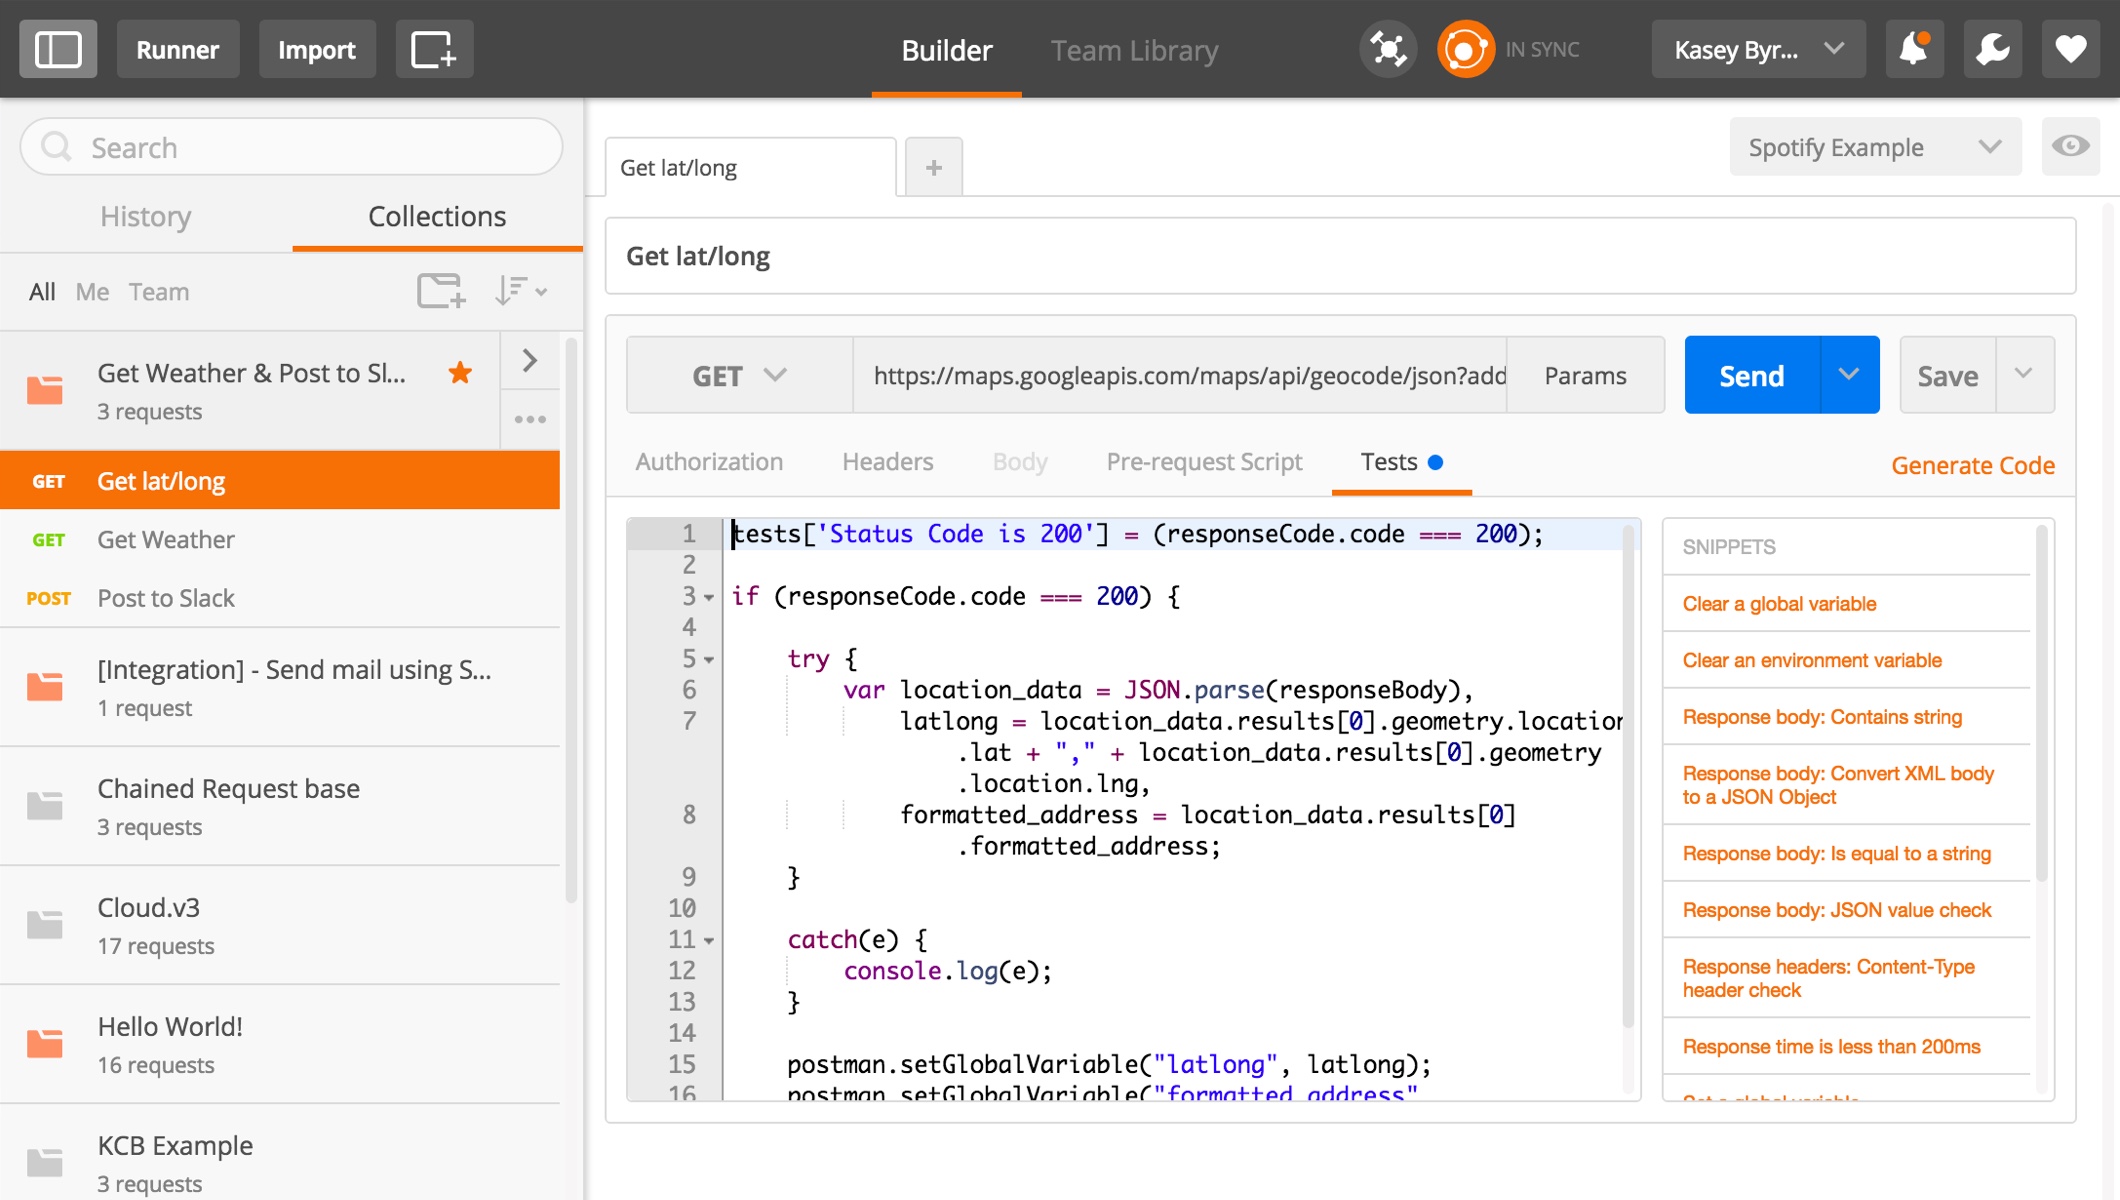 Runner
Import
Builder
Team Library
IN SYNC
Kasey Byr...
Search
History
Collections
All
Me
Team
Get Weather & Post to Sl...
3 requests
GET Get lat/long
GET Get Weather
POST Post to Slack
[Integration] - Send mail using S...
1 request
Chained Request base
3 requests
Cloud.v3
17 requests
Hello World!
16 requests
KCB Example
3 requests
Get lat/long
+
Spotify Example
Get lat/long
GET
https://maps.googleapis.com/maps/api/geocode/json?add
Params
Send
Save
Authorization
Headers
Body
Pre-request Script
Tests
Generate Code
1 tests['Status Code is 200'] = (responseCode.code === 200);
2
3 if (responseCode.code === 200) {
4
5 try {
6 var location_data = JSON.parse(responseBody),
7 latlong = location_data.results[0].geometry.location
.lat + "," + location_data.results[0].geometry
.location.lng,
8 formatted_address = location_data.results[0]
.formatted_address;
9 }
10
11 catch(e) {
12 console.log(e);
13 }
14
15 postman.setGlobalVariable("latlong", latlong);
16 postman.setGlobalVariable("formatted_address"
SNIPPETS
Clear a global variable
Clear an environment variable
Response body: Contains string
Response body: Convert XML body
to a JSON Object
Response body: Is equal to a string
Response body: JSON value check
Response headers: Content-Type
header check
Response time is less than 200ms
Set a global variable